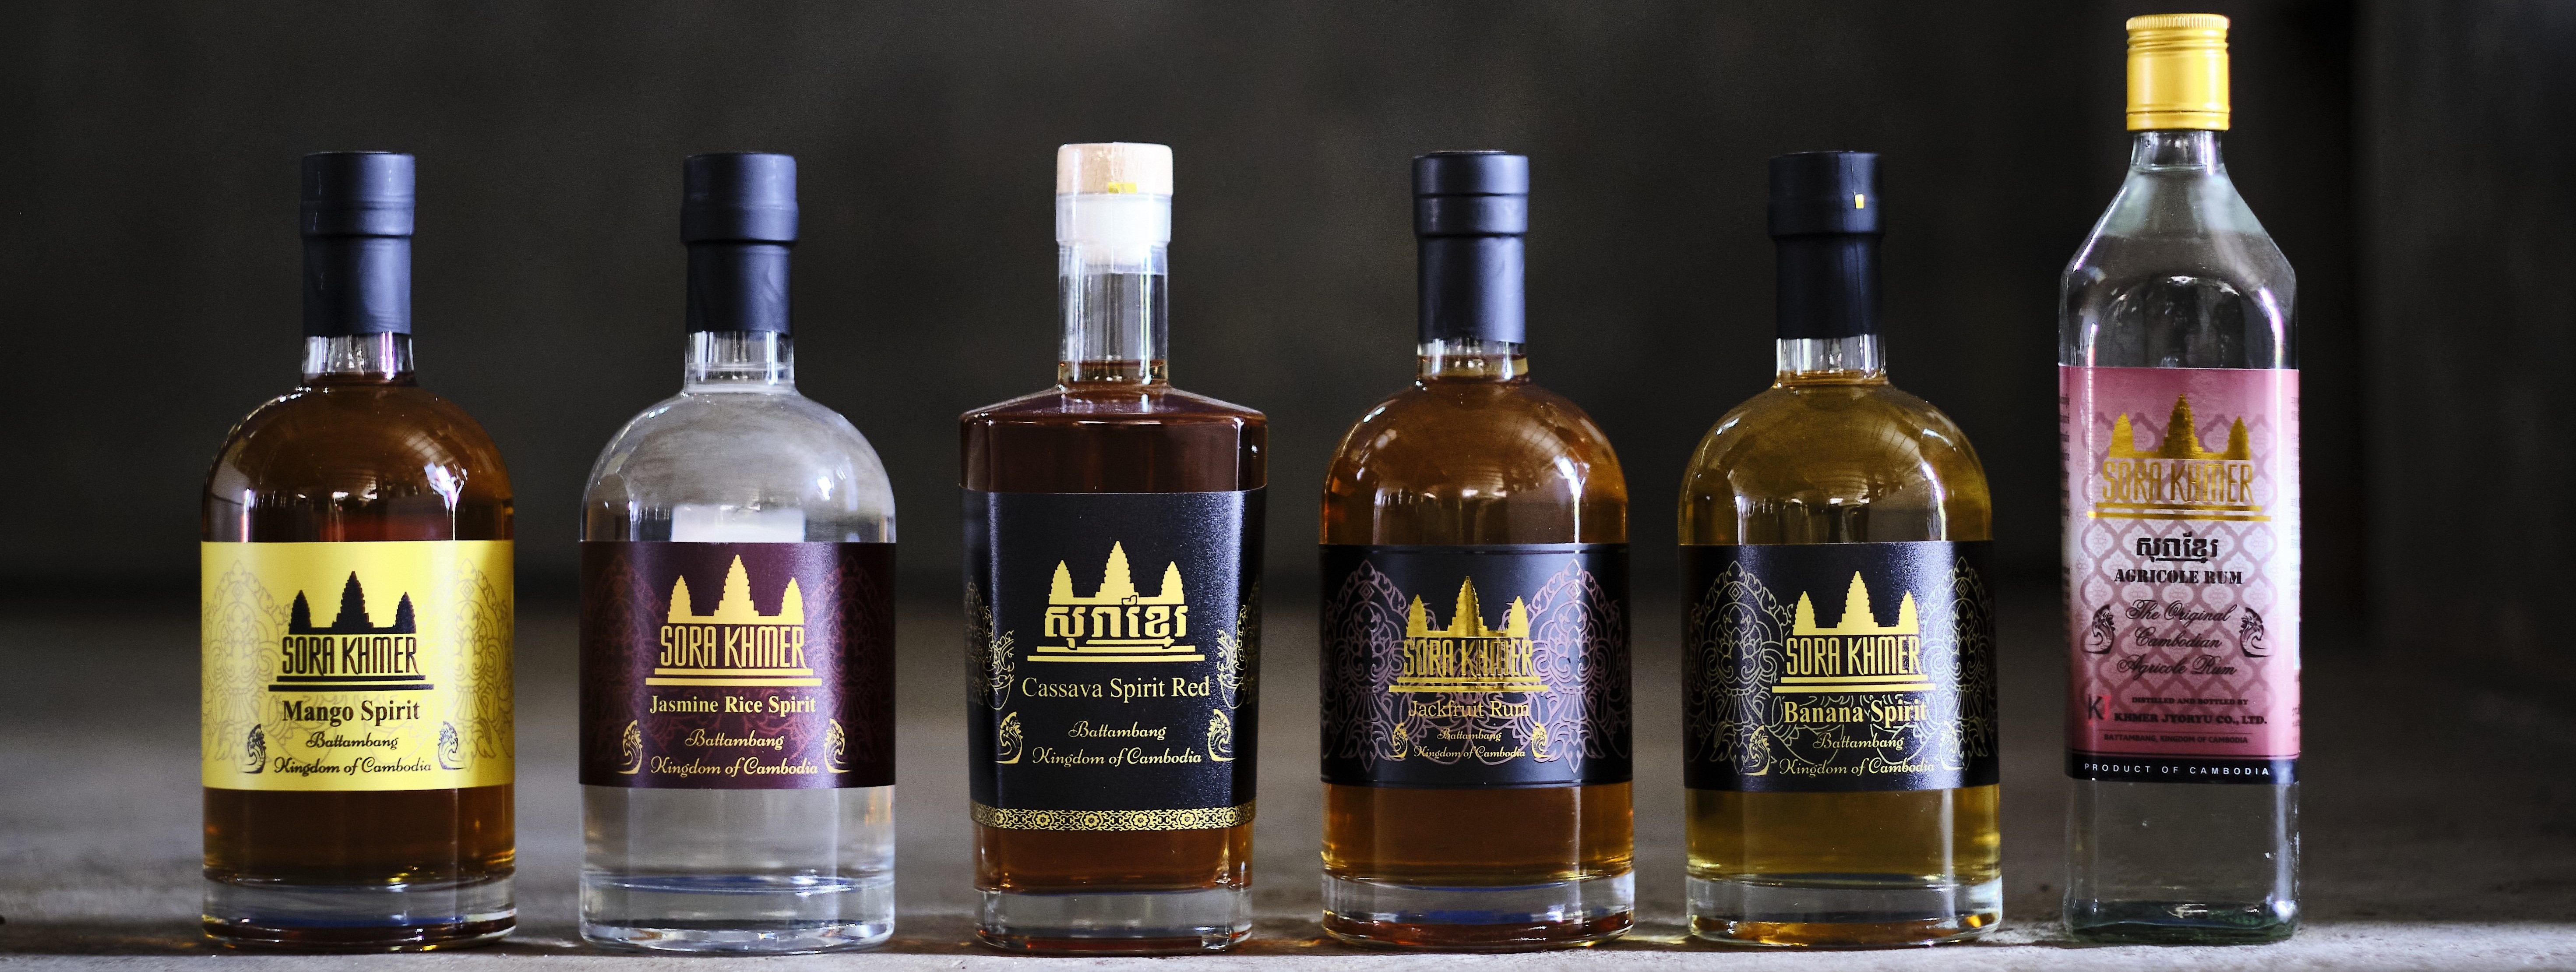 SORA KHMER
Mango Spirit
Battambang
Kingdom of Cambodia
SORA KHMER
Jasmine Rice Spirit
Battambang
Kingdom of Cambodia
សុរាខ្មែរ
Cassava Spirit Red
Battambang
Kingdom of Cambodia
SORA KHMER
Jackfruit Rum
Battambang
Kingdom of Cambodia
SORA KHMER
Banana Spirit
Battambang
Kingdom of Cambodia
SORA KHMER
សុរាខ្មែរ
AGRICOLE RUM
The Original
Cambodian
Agricole Rum
DISTILLED AND BOTTLED BY
KHMER JYORYU CO., LTD.
BATTAMBANG, KINGDOM OF CAMBODIA
PRODUCT OF CAMBODIA